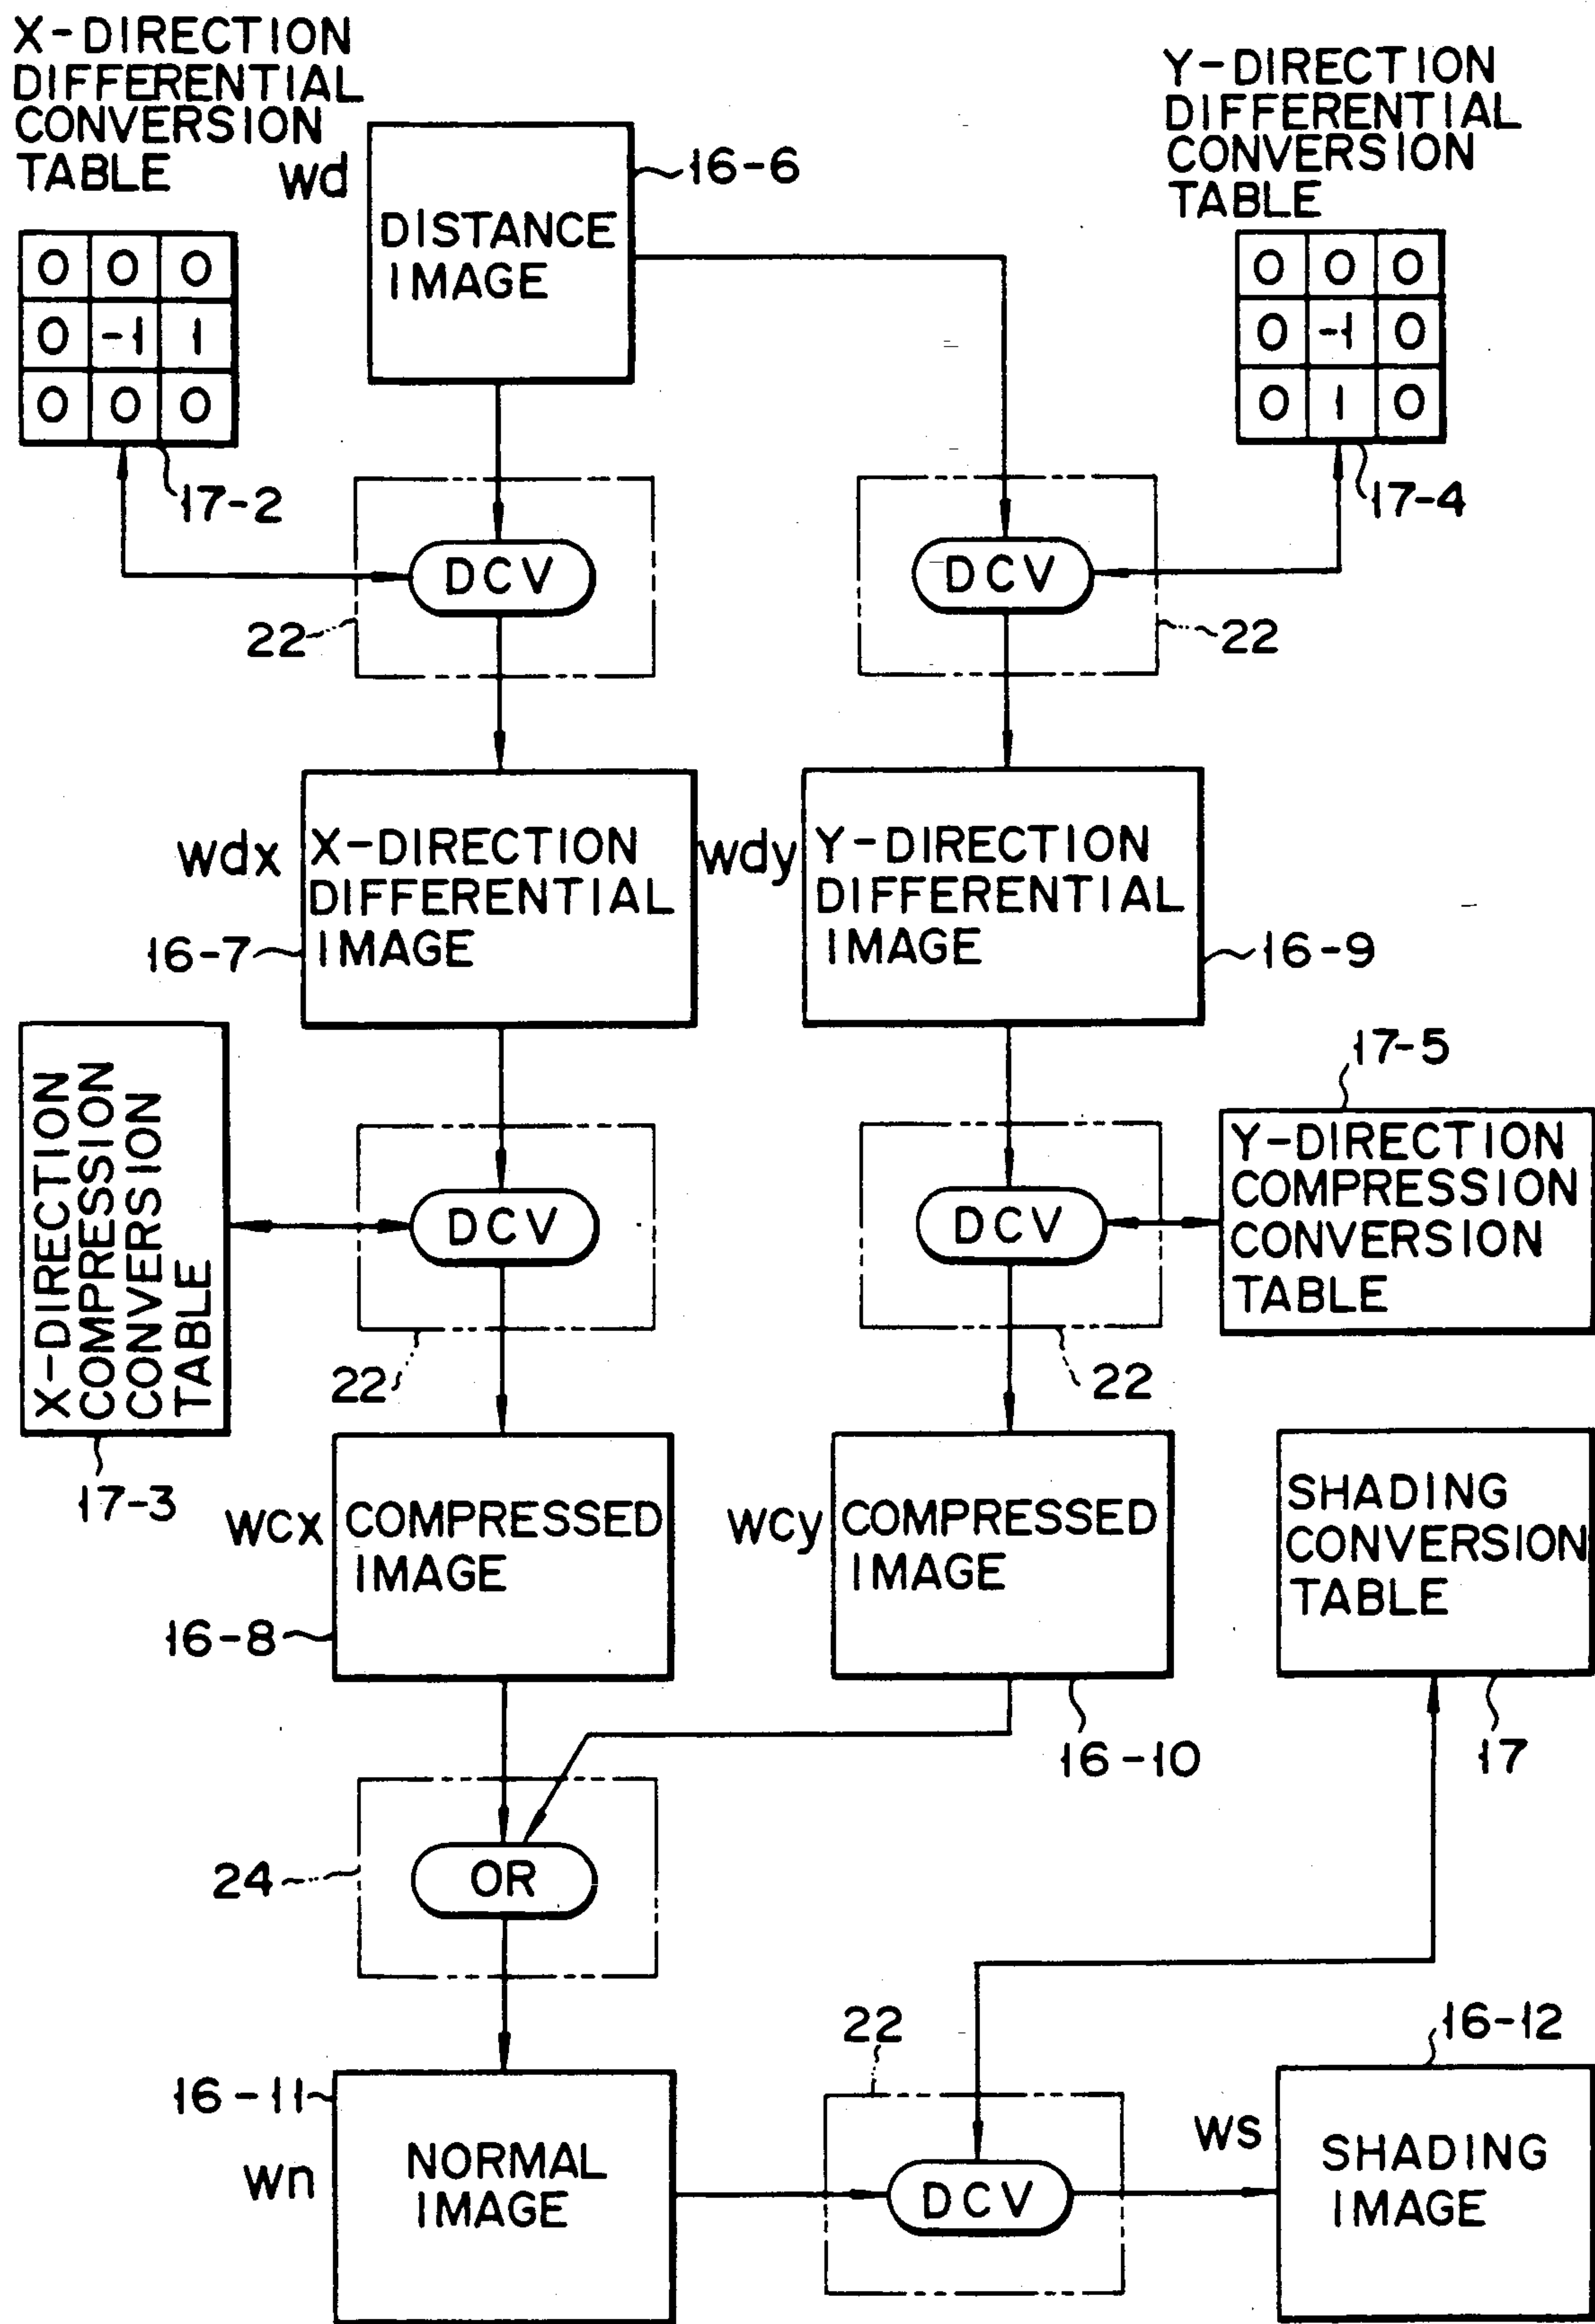 X-DIRECTION
DIFFERENTIAL
CONVERSION
TABLE
Y-DIRECTION
DIFFERENTIAL
CONVERSION
TABLE
wd
16-6
DISTANCE
IMAGE
0 0 0
0 -1 1
0 0 0
17-2
0 0 0
0 -1 0
0 1 0
17-4
DCV
22
DCV
22
wdx
X-DIRECTION
DIFFERENTIAL
IMAGE
16-7
wdy
Y-DIRECTION
DIFFERENTIAL
IMAGE
16-9
X-DIRECTION
COMPRESSION
CONVERSION
TABLE
17-3
DCV
22
DCV
22
17-5
Y-DIRECTION
COMPRESSION
CONVERSION
TABLE
wcx
COMPRESSED
IMAGE
16-8
wcy
COMPRESSED
IMAGE
16-10
SHADING
CONVERSION
TABLE
17
24
OR
16-11
wn
NORMAL
IMAGE
22
DCV
16-12
ws
SHADING
IMAGE